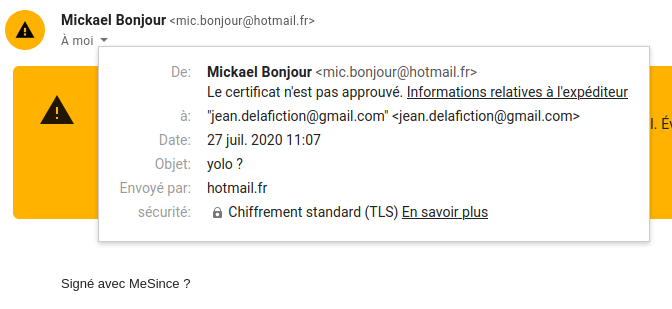 Mickael Bonjour <mic.bonjour@hotmail.fr>
À moi
De: Mickael Bonjour <mic.bonjour@hotmail.fr>
Le certificat n'est pas approuvé. Informations relatives à l'expéditeur
à: "jean.delafiction@gmail.com" <jean.delafiction@gmail.com>
Date: 27 juil. 2020 11:07
Objet: yolo ?
Envoyé par: hotmail.fr
sécurité: Chiffrement standard (TLS) En savoir plus
Signé avec MeSince ?